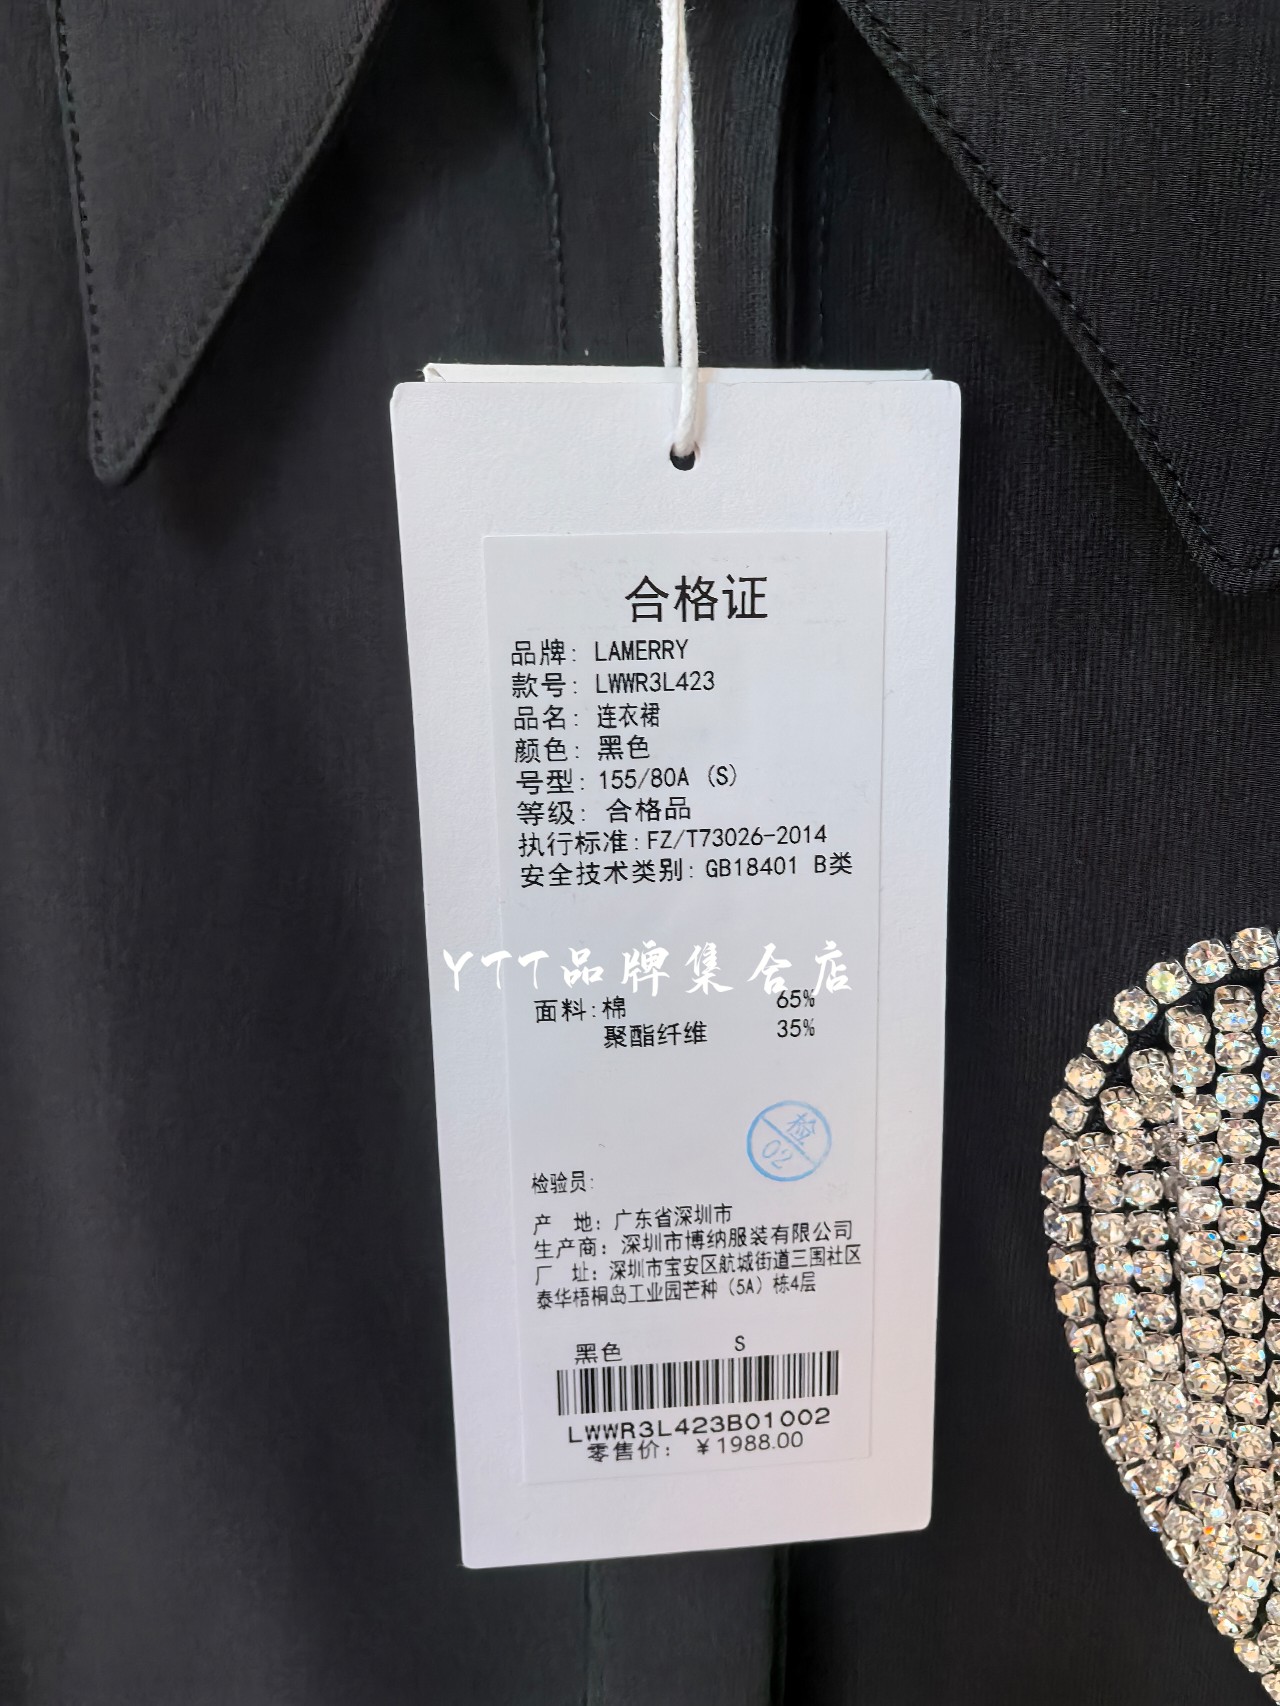 合格证
品牌: LAMERRY
款号: LWWR3L423
品名: 连衣裙
颜色: 黑色
号型: 155/80A (S)
等级: 合格品
执行标准:FZ/T73026-2014
安全技术类别: GB18401 B类
YTT品牌集合店
面料:棉 65%
聚酯纤维 35%
检
02
检验员:
产 地: 广东省深圳市
生产商: 深圳市博纳服装有限公司
厂 址: 深圳市宝安区航城街道三围社区
泰华梧桐岛工业园芒种（5A）栋4层
黑色 S
LWWR3L423B01002
零售价: ￥1988.00